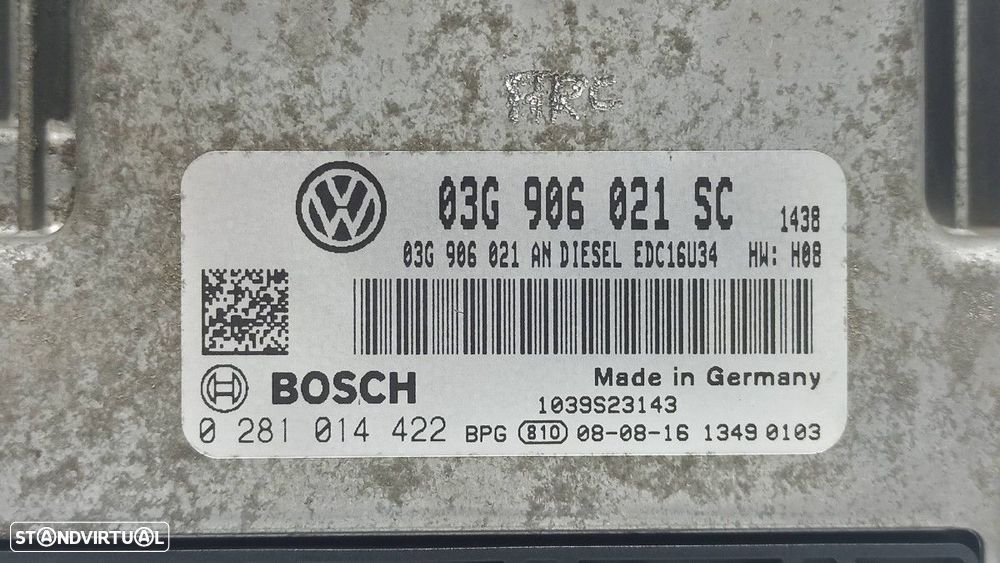 HRC
03G 906 021 SC 1438
03G 906 021 AN DIESEL EDC16U34 HW: H08
BOSCH
Made in Germany
1039S23143
0 281 014 422 BPG 810 08-08-16 1349 0103
STANDVIRTUAL